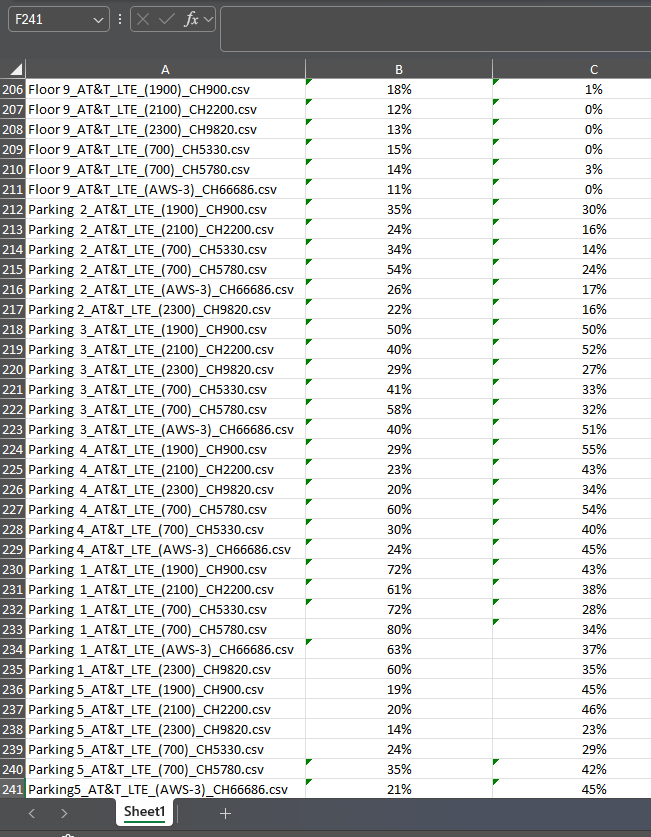 F241 fx
A B C
206 Floor 9_AT&T_LTE_(1900)_CH900.csv 18% 1%
207 Floor 9_AT&T_LTE_(2100)_CH2200.csv 12% 0%
208 Floor 9_AT&T_LTE_(2300)_CH9820.csv 13% 0%
209 Floor 9_AT&T_LTE_(700)_CH5330.csv 15% 0%
210 Floor 9_AT&T_LTE_(700)_CH5780.csv 14% 3%
211 Floor 9_AT&T_LTE_(AWS-3)_CH66686.csv 11% 0%
212 Parking  2_AT&T_LTE_(1900)_CH900.csv 35% 30%
213 Parking  2_AT&T_LTE_(2100)_CH2200.csv 24% 16%
214 Parking  2_AT&T_LTE_(700)_CH5330.csv 34% 14%
215 Parking  2_AT&T_LTE_(700)_CH5780.csv 54% 24%
216 Parking  2_AT&T_LTE_(AWS-3)_CH66686.csv 26% 17%
217 Parking 2_AT&T_LTE_(2300)_CH9820.csv 22% 16%
218 Parking  3_AT&T_LTE_(1900)_CH900.csv 50% 50%
219 Parking  3_AT&T_LTE_(2100)_CH2200.csv 40% 52%
220 Parking  3_AT&T_LTE_(2300)_CH9820.csv 29% 27%
221 Parking  3_AT&T_LTE_(700)_CH5330.csv 41% 33%
222 Parking  3_AT&T_LTE_(700)_CH5780.csv 58% 32%
223 Parking  3_AT&T_LTE_(AWS-3)_CH66686.csv 40% 51%
224 Parking  4_AT&T_LTE_(1900)_CH900.csv 29% 55%
225 Parking  4_AT&T_LTE_(2100)_CH2200.csv 23% 43%
226 Parking  4_AT&T_LTE_(2300)_CH9820.csv 20% 34%
227 Parking  4_AT&T_LTE_(700)_CH5780.csv 60% 54%
228 Parking 4_AT&T_LTE_(700)_CH5330.csv 30% 40%
229 Parking 4_AT&T_LTE_(AWS-3)_CH66686.csv 24% 45%
230 Parking  1_AT&T_LTE_(1900)_CH900.csv 72% 43%
231 Parking  1_AT&T_LTE_(2100)_CH2200.csv 61% 38%
232 Parking  1_AT&T_LTE_(700)_CH5330.csv 72% 28%
233 Parking  1_AT&T_LTE_(700)_CH5780.csv 80% 34%
234 Parking  1_AT&T_LTE_(AWS-3)_CH66686.csv 63% 37%
235 Parking 1_AT&T_LTE_(2300)_CH9820.csv 60% 35%
236 Parking 5_AT&T_LTE_(1900)_CH900.csv 19% 45%
237 Parking 5_AT&T_LTE_(2100)_CH2200.csv 20% 46%
238 Parking 5_AT&T_LTE_(2300)_CH9820.csv 14% 23%
239 Parking 5_AT&T_LTE_(700)_CH5330.csv 24% 29%
240 Parking 5_AT&T_LTE_(700)_CH5780.csv 35% 42%
241 Parking5_AT&T_LTE_(AWS-3)_CH66686.csv 21% 45%
Sheet1